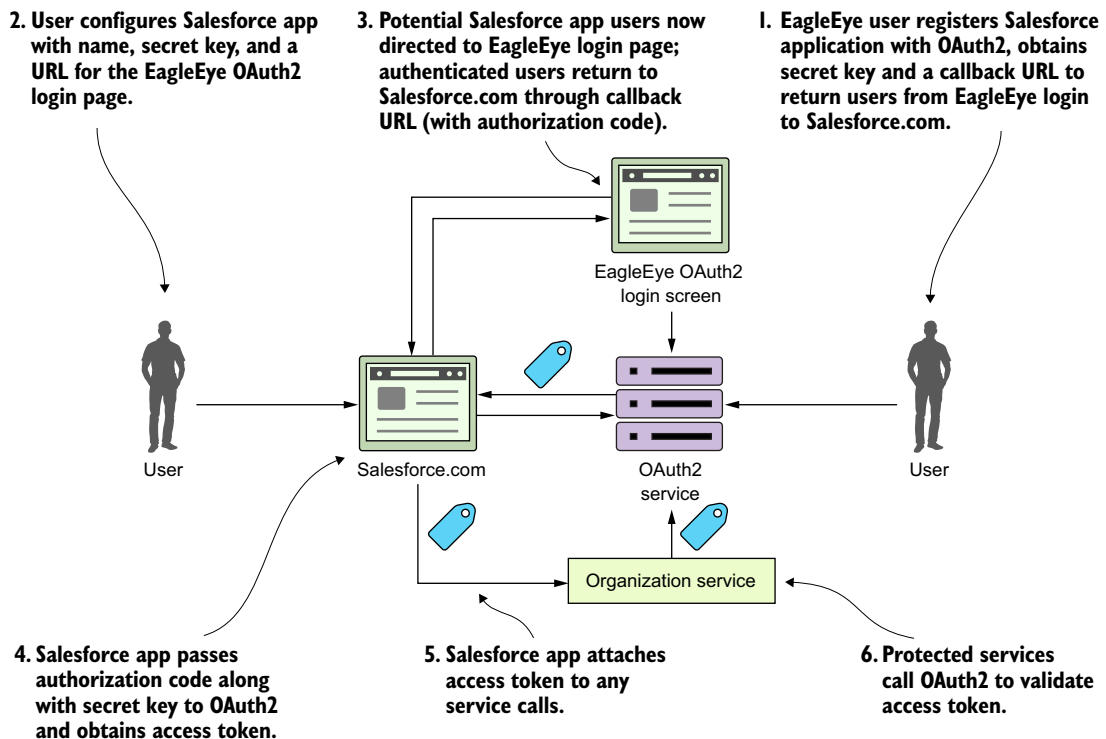 2. User configures Salesforce app
with name, secret key, and a
URL for the EagleEye OAuth2
login page.
3. Potential Salesforce app users now
directed to EagleEye login page;
authenticated users return to
Salesforce.com through callback
URL (with authorization code).
1. EagleEye user registers Salesforce
application with OAuth2, obtains
secret key and a callback URL to
return users from EagleEye login
to Salesforce.com.
EagleEye OAuth2
login screen
User
Salesforce.com
OAuth2
service
User
Organization service
4. Salesforce app passes
authorization code along
with secret key to OAuth2
and obtains access token.
5. Salesforce app attaches
access token to any
service calls.
6. Protected services
call OAuth2 to validate
access token.